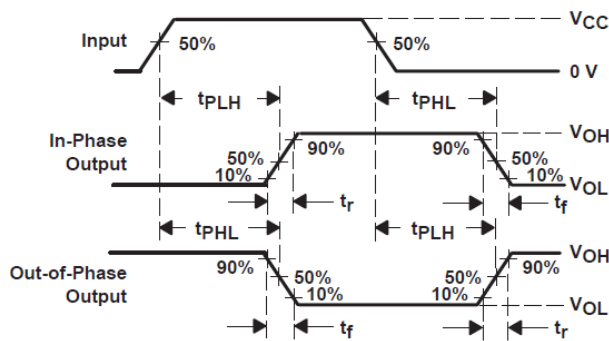 VCC
Input
50%
50%
0 V
tPLH
tPHL
In-Phase
Output
VOH
90%
90%
50%
50%
10%
10%
VOL
tr
tf
tPHL
tPLH
Out-of-Phase
Output
VOH
90%
90%
50%
50%
10%
10%
VOL
tf
tr